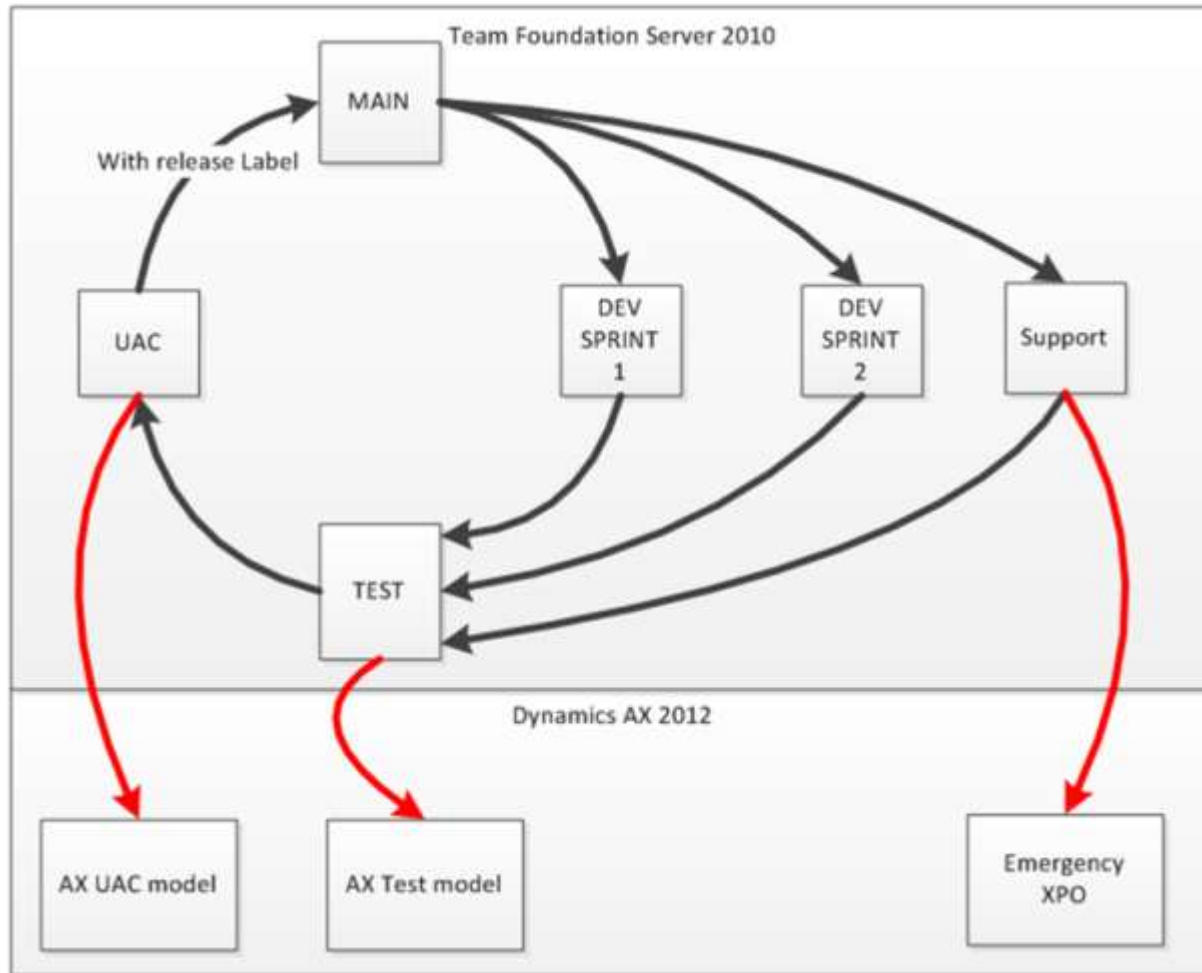 Team Foundation Server 2010
MAIN
With release Label
UAC
DEV
SPRINT
1
DEV
SPRINT
2
Support
TEST
Dynamics AX 2012
AX UAC model
AX Test model
Emergency
XPO